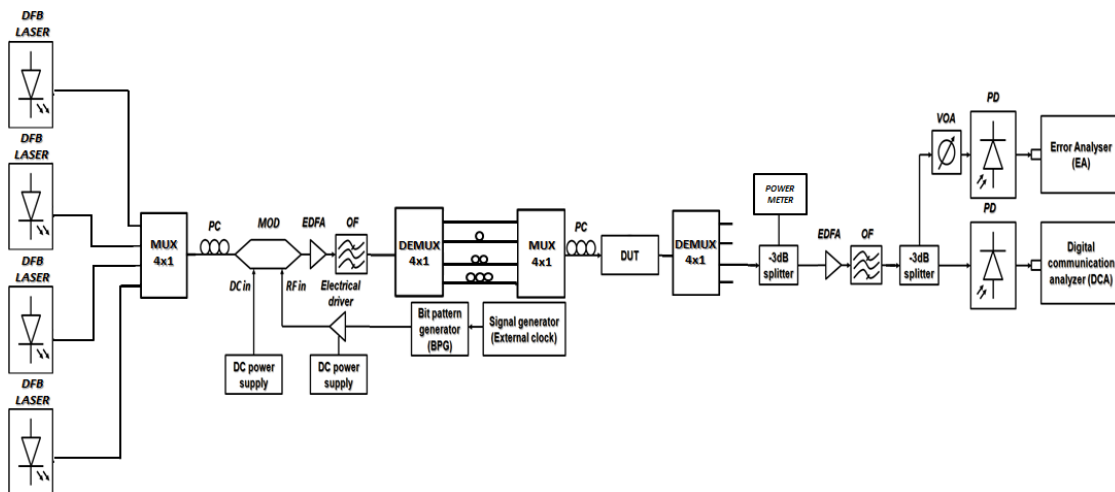 DFB
LASER
DFB
LASER
DFB
LASER
DFB
LASER
MUX
4x1
PC
MOD
DC in
RF in
EDFA
OF
Electrical
driver
DC power
supply
DC power
supply
Bit pattern
generator
(BPG)
Signal generator
(External clock)
DEMUX
4x1
MUX
4x1
PC
DUT
DEMUX
4x1
POWER
METER
-3dB
splitter
EDFA
OF
-3dB
splitter
VOA
PD
Error Analyser
(EA)
PD
Digital
communication
analyzer (DCA)